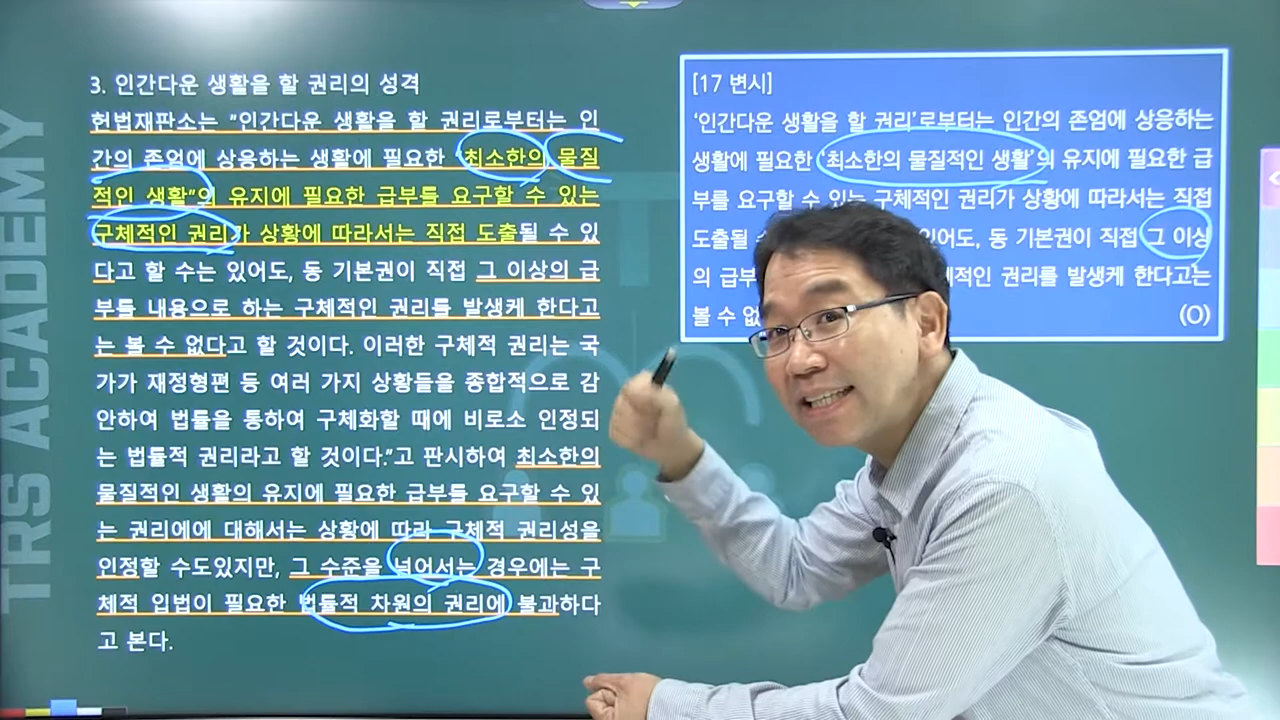 3. 인간다운 생활을 할 권리의 성격
헌법재판소는 "인간다운 생활을 할 권리로부터는 인
간의 존엄에 상응하는 생활에 필요한 '최소한의 물질
적인 생활"의 유지에 필요한 급부를 요구할 수 있는
구체적인 권리가 상황에 따라서는 직접 도출될 수 있
다고 할 수는 있어도, 동 기본권이 직접 그 이상의 급
부를 내용으로 하는 구체적인 권리를 발생케 한다고
는 볼 수 없다고 할 것이다. 이러한 구체적 권리는 국
가가 재정형편 등 여러 가지 상황들을 종합적으로 감
안하여 법률을 통하여 구체화할 때에 비로소 인정되
는 법률적 권리라고 할 것이다."고 판시하여 최소한의
물질적인 생활의 유지에 필요한 급부를 요구할 수 있
는 권리에에 대해서는 상황에 따라 구체적 권리성을
인정할 수도있지만, 그 수준을 넘어서는 경우에는 구
체적 입법이 필요한 법률적 차원의 권리에 불과하다
고 본다.
[17 변시]
'인간다운 생활을 할 권리'로부터는 인간의 존엄에 상응하는
생활에 필요한 '최소한의 물질적인 생활'의 유지에 필요한 급
부를 요구할 수 있는 구체적인 권리가 상황에 따라서는 직접
도출될 있어도, 동 기본권이 직접 그 이상
의 급부 구체적인 권리를 발생케 한다고는
볼 수 없
(O)
TRS ACADEMY